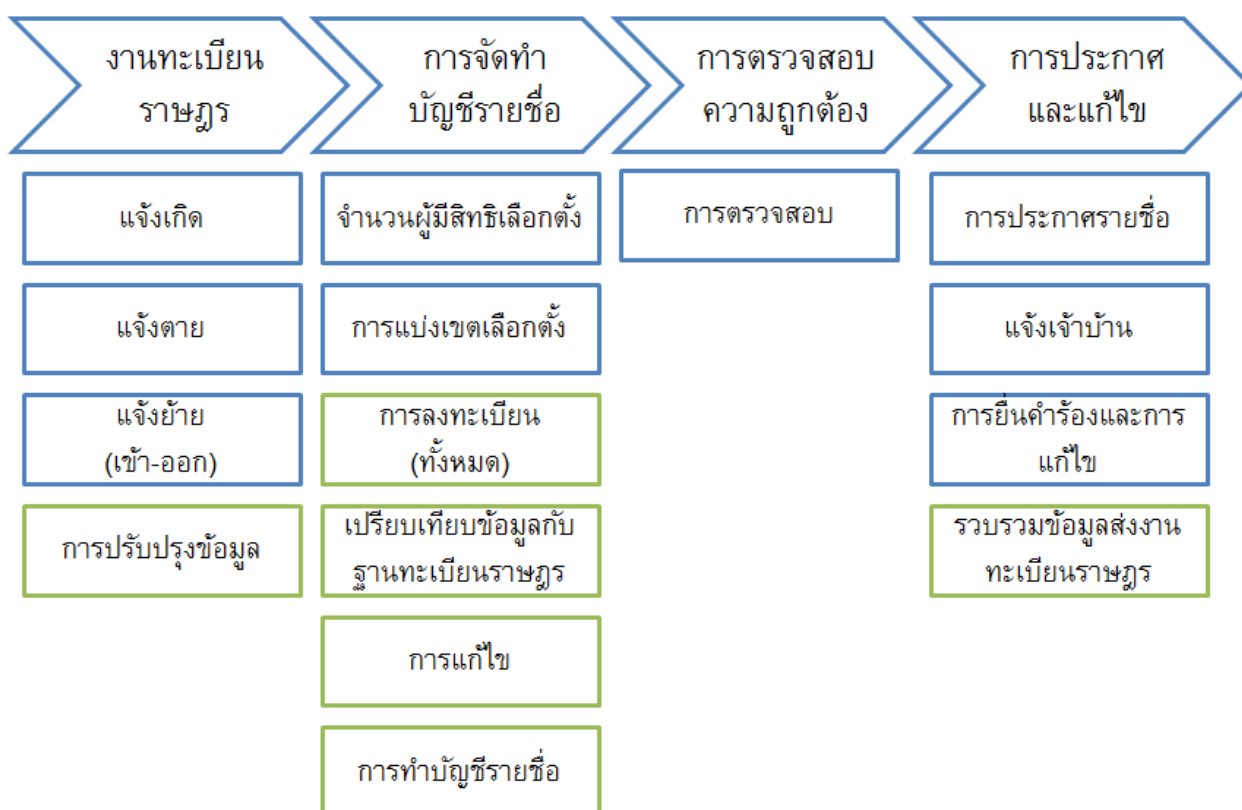 งานทะเบียน
ราษฎร
การจัดทำ
บัญชีรายชื่อ
การตรวจสอบ
ความถูกต้อง
การประกาศ
และแก้ไข
แจ้งเกิด
แจ้งตาย
แจ้งย้าย
(เข้า-ออก)
การปรับปรุงข้อมูล
จำนวนผู้มีสิทธิเลือกตั้ง
การแบ่งเขตเลือกตั้ง
การลงทะเบียน
(ทั้งหมด)
เปรียบเทียบข้อมูลกับ
ฐานทะเบียนราษฎร
การแก้ไข
การทำบัญชีรายชื่อ
การตรวจสอบ
การประกาศรายชื่อ
แจ้งเจ้าบ้าน
การยื่นคำร้องและการ
แก้ไข
รวบรวมข้อมูลส่งงาน
ทะเบียนราษฎร